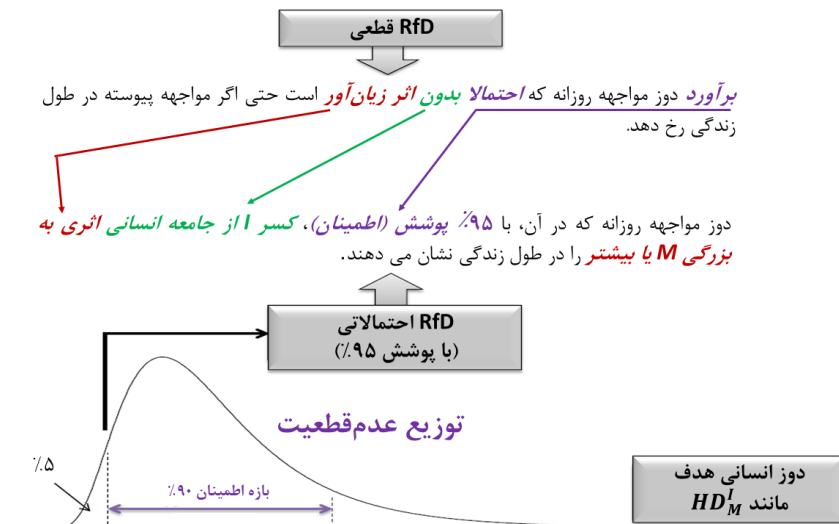 RfD قطعی
برآورد دوز مواجهه روزانه که احتمالا بدون اثر زیان‌آور است حتی اگر مواجهه پیوسته در طول
زندگی رخ دهد.
دوز مواجهه روزانه که در آن، با ۹۵٪ پوشش (اطمینان)، کسر I از جامعه انسانی اثری به
بزرگی M یا بیشتر را در طول زندگی نشان می دهند.
RfD احتمالاتی
(با پوشش ۹۵٪)
توزیع عدم‌قطعیت
۵٪
بازه اطمینان ۹۰٪
دوز انسانی هدف
مانند HD_M^I